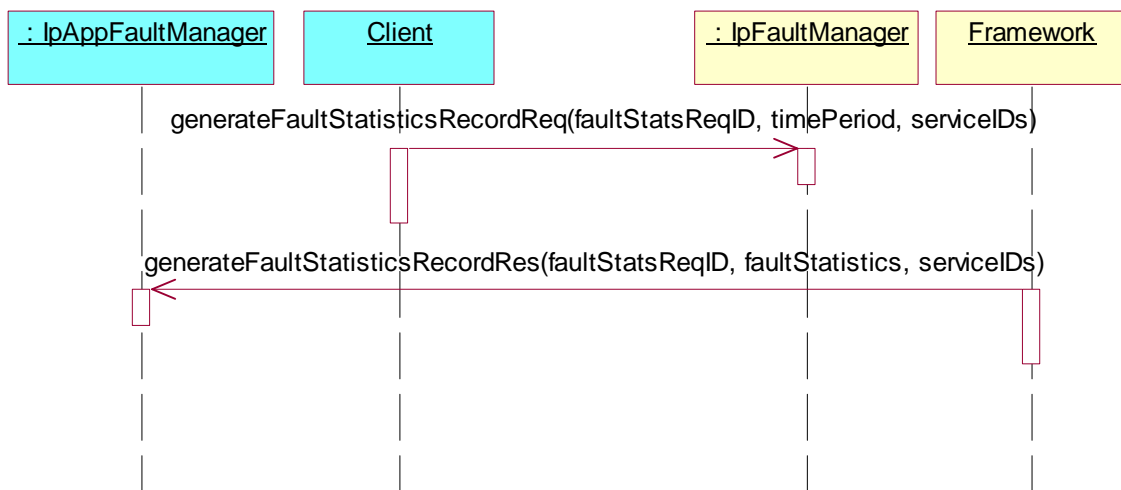 : IpAppFaultManager
Client
: IpFaultManager
Framework
generateFaultStatisticsRecordReq(faultStatsReqID, timePeriod, serviceIDs)
generateFaultStatisticsRecordRes(faultStatsReqID, faultStatistics, serviceIDs)